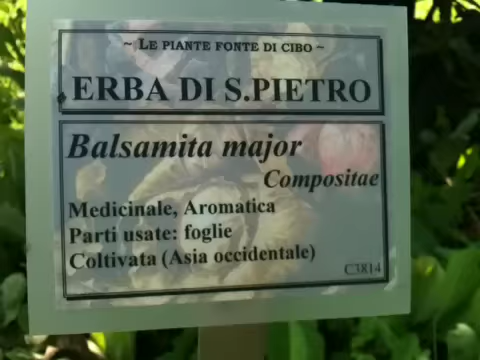 ~ LE PIANTE FONTE DI CIBO ~
ERBA DI S.PIETRO
Balsamita major
Compositae
Medicinale, Aromatica
Parti usate: foglie
Coltivata (Asia occidentale)
C3814